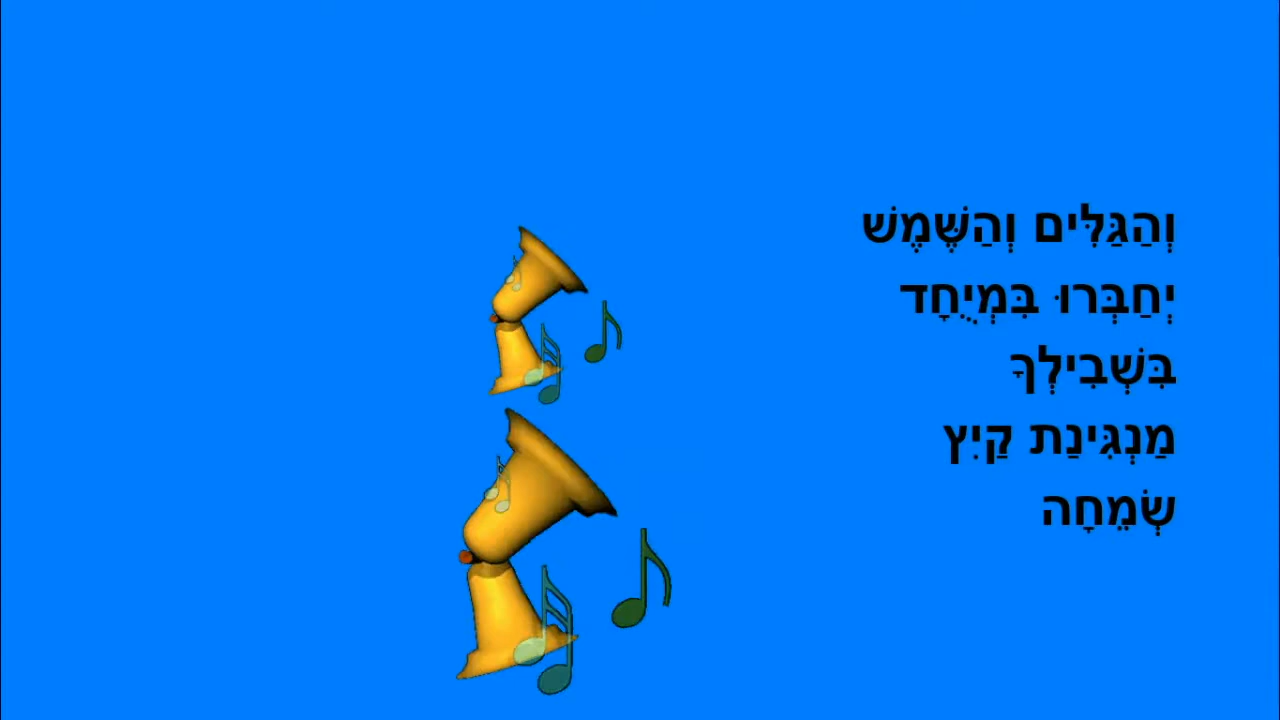 וְהַגַּלִּים וְהַשֶּׁמֶשׁ
יְחַבְּרוּ בִּמְיֻחָד
בִּשְׁבִילְךָ
מַנְגִּינַת קַיִץ
שְׂמֵחָה